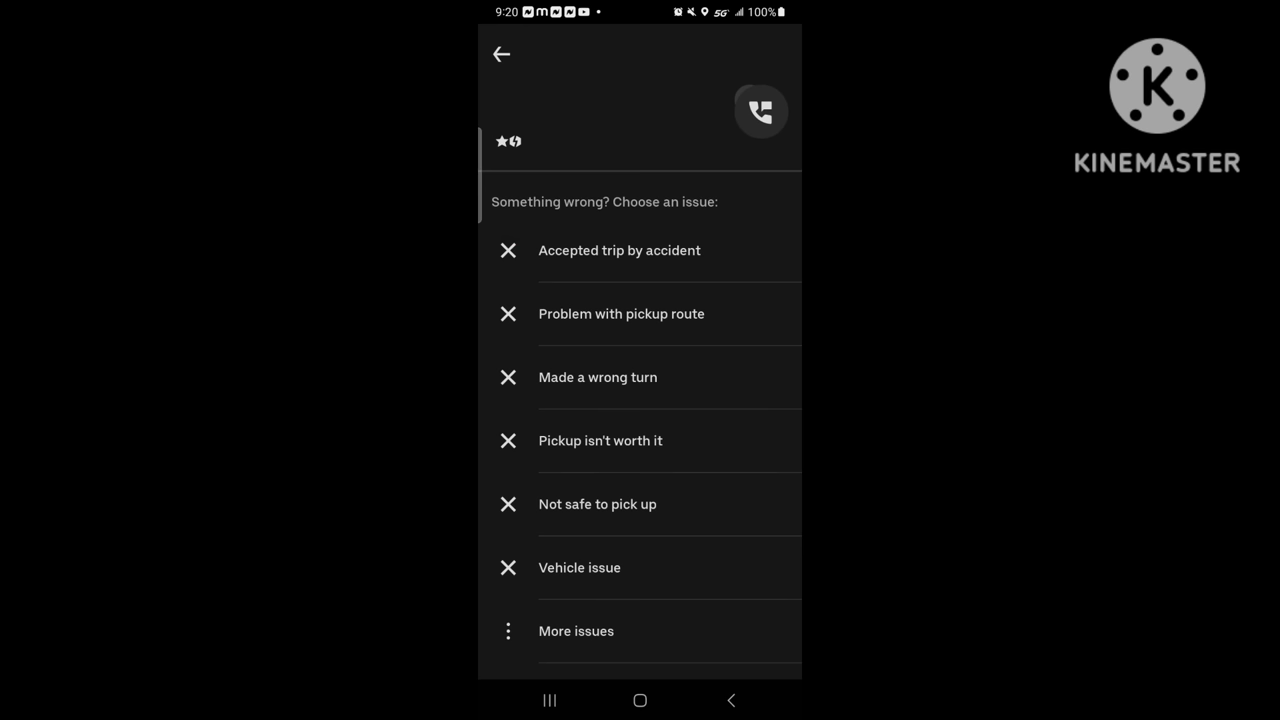 9:20
5G
100%
K
KINEMASTER
Something wrong? Choose an issue:
Accepted trip by accident
Problem with pickup route
Made a wrong turn
Pickup isn't worth it
Not safe to pick up
Vehicle issue
More issues